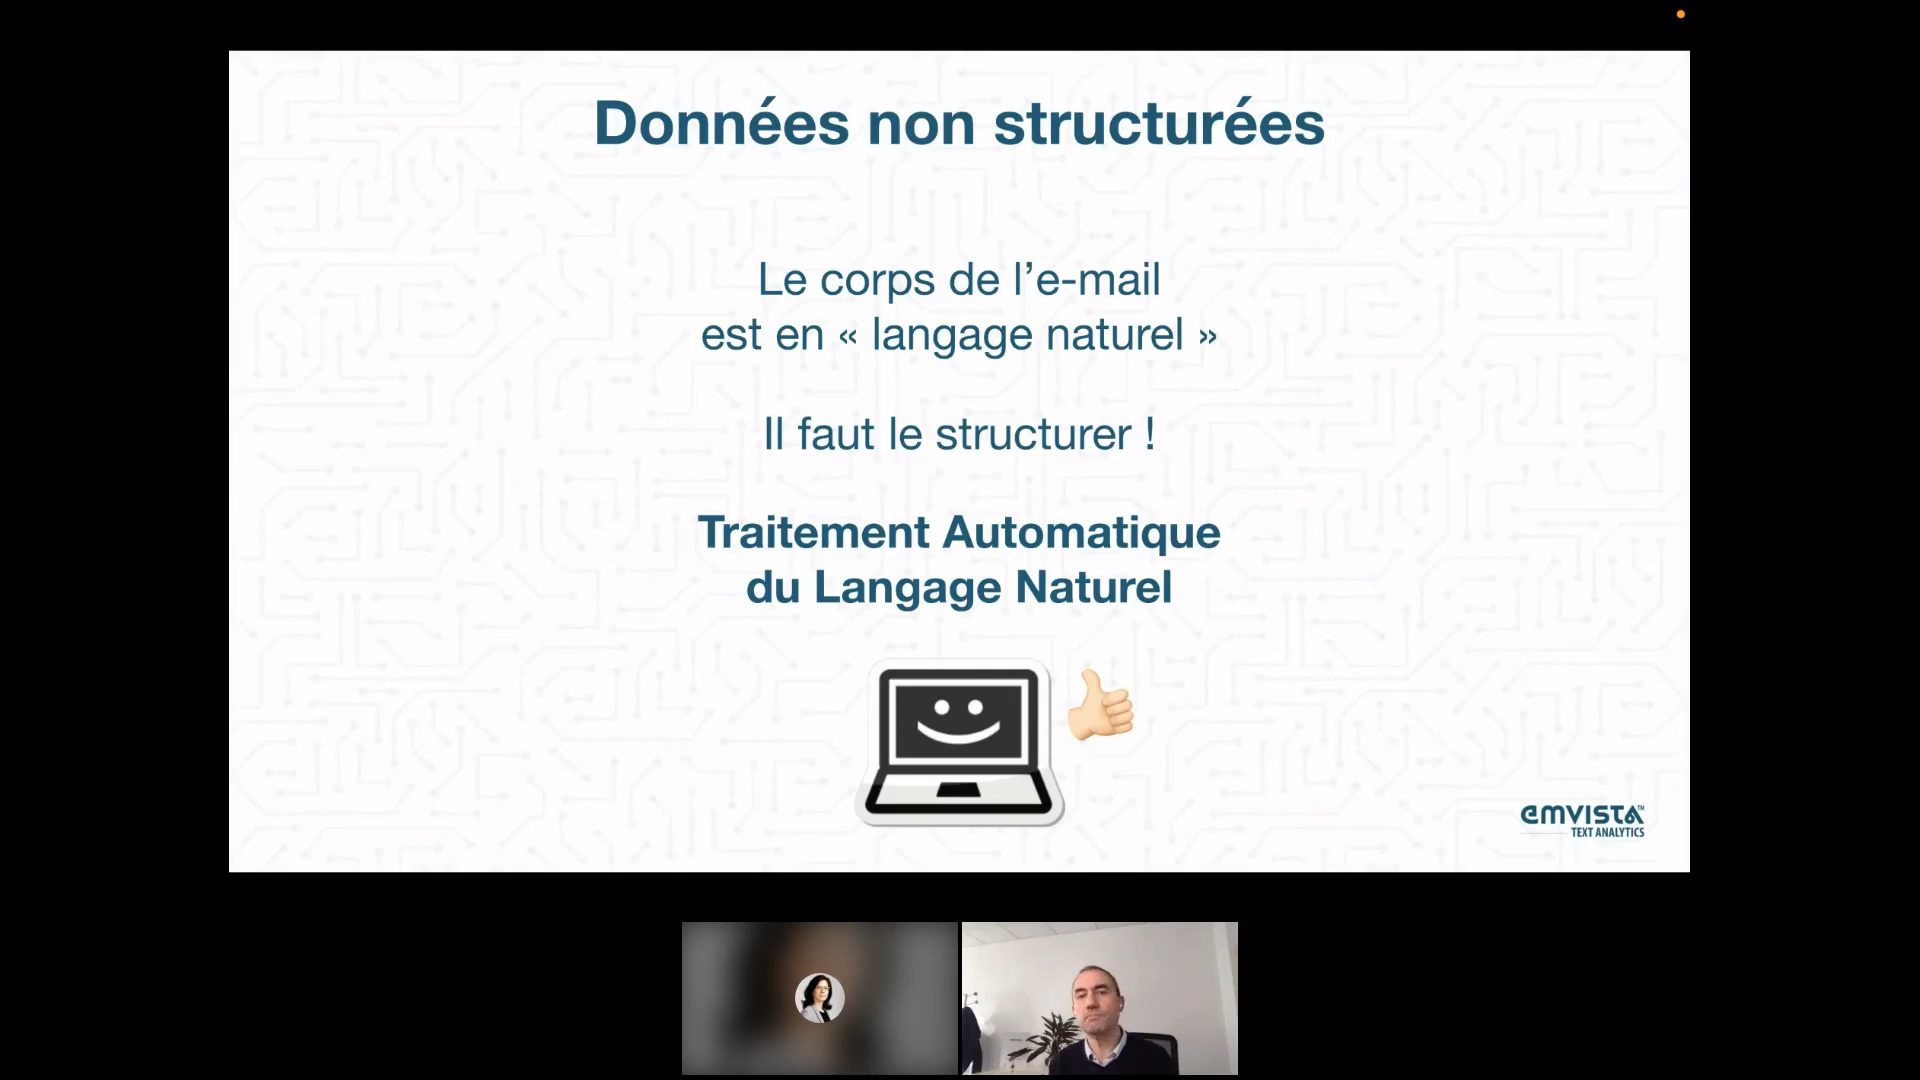 Données non structurées
Le corps de l’e-mail
est en « langage naturel »
Il faut le structurer !
Traitement Automatique
du Langage Naturel
emvista™
TEXT ANALYTICS